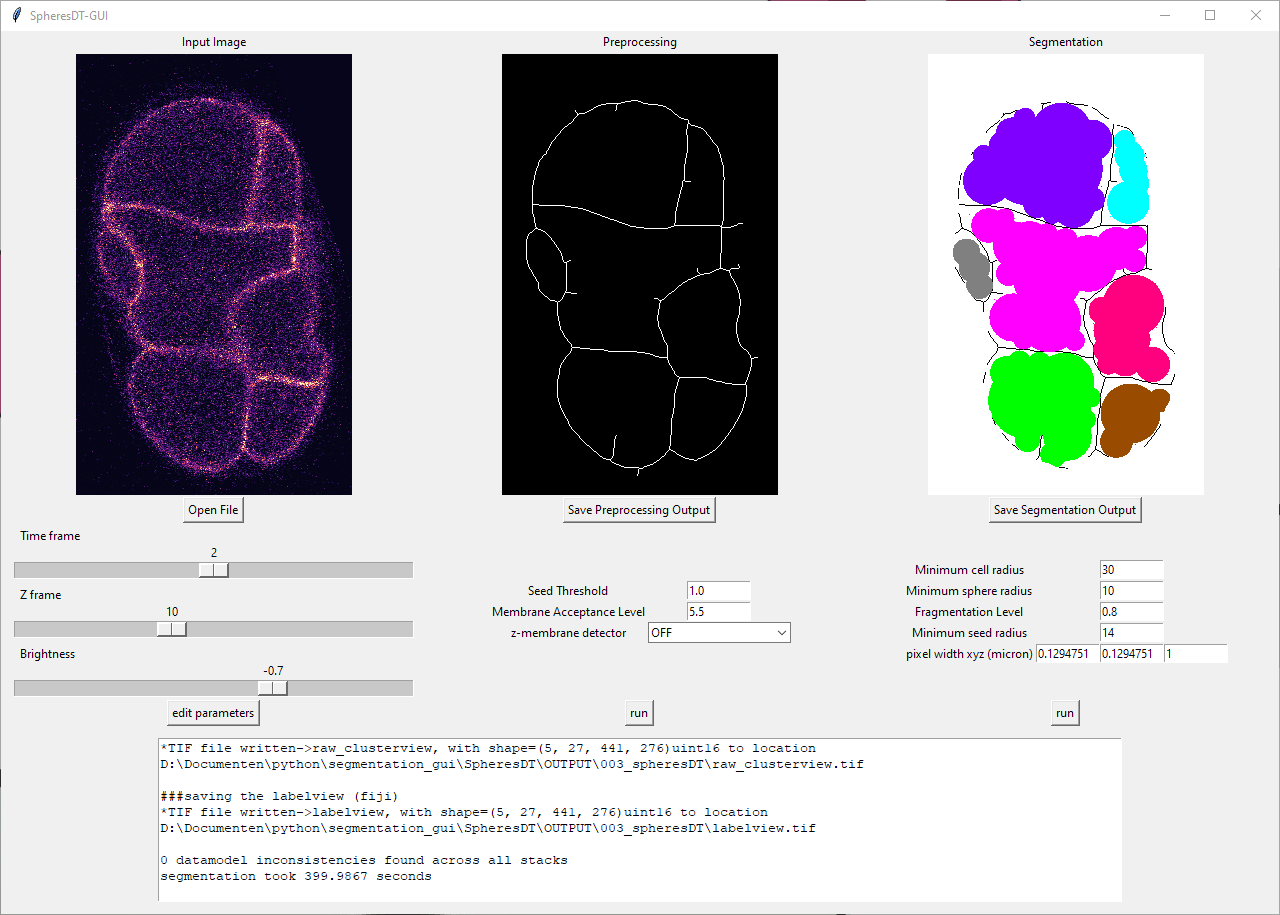 SpheresDT-GUI
Input Image
Preprocessing
Segmentation
Open File
Save Preprocessing Output
Save Segmentation Output
Time frame
2
Z frame
10
Brightness
-0.7
edit parameters
Seed Threshold 1.0
Membrane Acceptance Level 5.5
z-membrane detector OFF
run
Minimum cell radius 30
Minimum sphere radius 10
Fragmentation Level 0.8
Minimum seed radius 14
pixel width xyz (micron) 0.1294751 0.1294751 1
run
*TIF file written->raw_clusterview, with shape=(5, 27, 441, 276)uint16 to location
D:\Documenten\python\segmentation_gui\SpheresDT\OUTPUT\003_spheresDT\raw_clusterview.tif
###saving the labelview (fiji)
*TIF file written->labelview, with shape=(5, 27, 441, 276)uint16 to location
D:\Documenten\python\segmentation_gui\SpheresDT\OUTPUT\003_spheresDT\labelview.tif
0 datamodel inconsistencies found across all stacks
segmentation took 399.9867 seconds